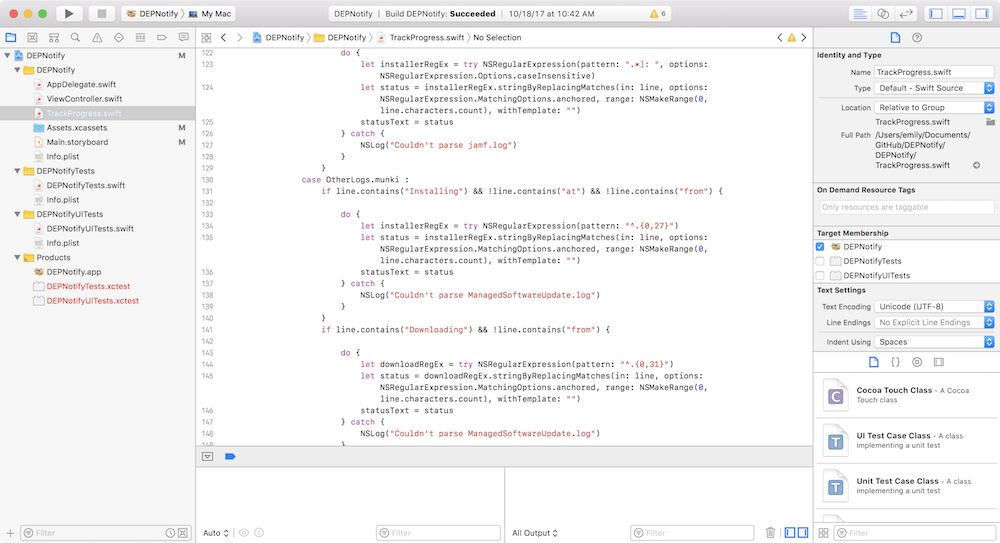 DEPNotify
My Mac
DEPNotify | Build DEPNotify: Succeeded | 10/18/17 at 10:42 AM
6
DEPNotify
DEPNotify
TrackProgress.swift
No Selection
DEPNotify M
DEPNotify
AppDelegate.swift
ViewController.swift
TrackProgress.swift
Assets.xcassets M
Main.storyboard M
Info.plist
DEPNotifyTests
DEPNotifyTests.swift
Info.plist
DEPNotifyUITests
DEPNotifyUITests.swift
Info.plist
Products
DEPNotify.app
DEPNotifyTests.xctest
DEPNotifyUITests.xctest
Filter
122 do {
123 let installerRegEx = try NSRegularExpression(pattern: ".*]: ", options:
NSRegularExpression.Options.caseInsensitive)
124 let status = installerRegEx.stringByReplacingMatches(in: line, options:
NSRegularExpression.MatchingOptions.anchored, range: NSMakeRange(0,
line.characters.count), withTemplate: "")
125 statusText = status
126 } catch {
127 NSLog("Couldn't parse jamf.log")
128 }
129 }
130 case OtherLogs.munki :
131 if line.contains("Installing") && !line.contains("at") && !line.contains("from") {
132
133 do {
134 let installerRegEx = try NSRegularExpression(pattern: "^.{0,27}")
135 let status = installerRegEx.stringByReplacingMatches(in: line, options:
NSRegularExpression.MatchingOptions.anchored, range: NSMakeRange(0,
line.characters.count), withTemplate: "")
136 statusText = status
137 } catch {
138 NSLog("Couldn't parse ManagedSoftwareUpdate.log")
139 }
140 }
141 if line.contains("Downloading") && !line.contains("from") {
142
143 do {
144 let downloadRegEx = try NSRegularExpression(pattern: "^.{0,31}")
145 let status = downloadRegEx.stringByReplacingMatches(in: line, options:
NSRegularExpression.MatchingOptions.anchored, range: NSMakeRange(0,
line.characters.count), withTemplate: "")
146 statusText = status
147 } catch {
148 NSLog("Couldn't parse ManagedSoftwareUpdate.log")
149 }
Auto
Filter
All Output
Filter
Identity and Type
Name TrackProgress.swift
Type Default - Swift Source
Location Relative to Group
TrackProgress.swift
Full Path /Users/emily/Documents/
GitHub/DEPNotify/
DEPNotify/
TrackProgress.swift
On Demand Resource Tags
Only resources are taggable
Target Membership
DEPNotify
DEPNotifyTests
DEPNotifyUITests
Text Settings
Text Encoding Unicode (UTF-8)
Line Endings No Explicit Line Endings
Indent Using Spaces
{}
C
Cocoa Touch Class - A Cocoa
Touch class
T
UI Test Case Class - A class
implementing a unit test
T
Unit Test Case Class - A class
implementing a unit test
Filter